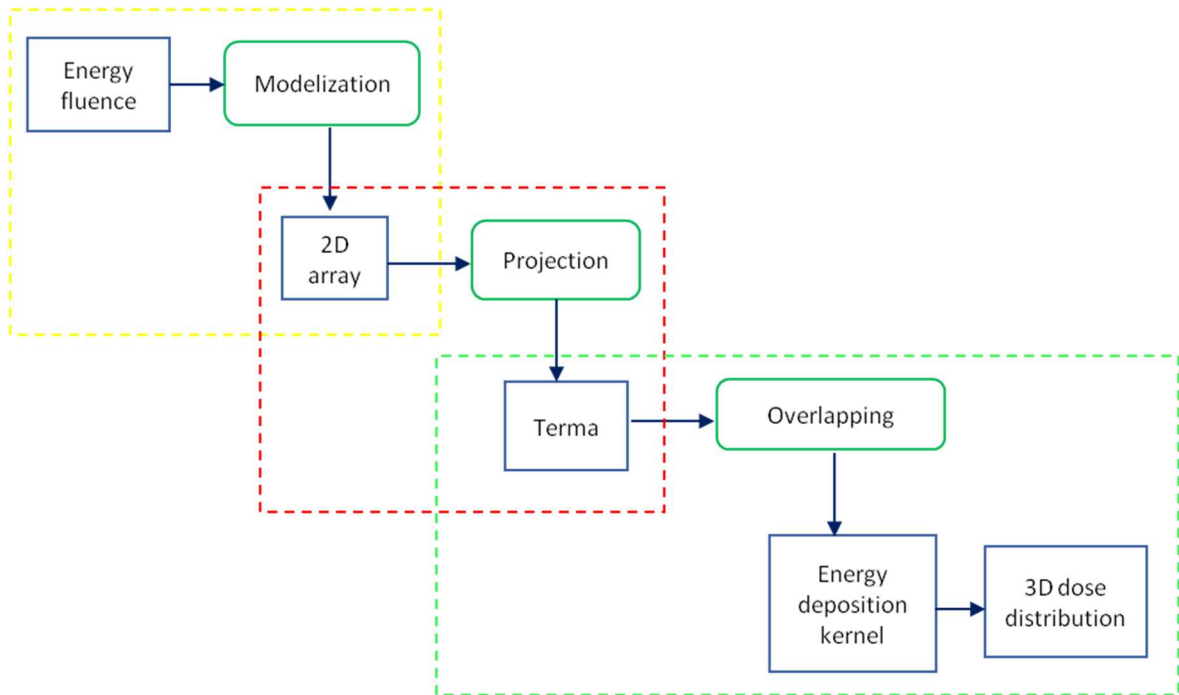 Energy
fluence
Modelization
2D
array
Projection
Terma
Overlapping
Energy
deposition
kernel
3D dose
distribution